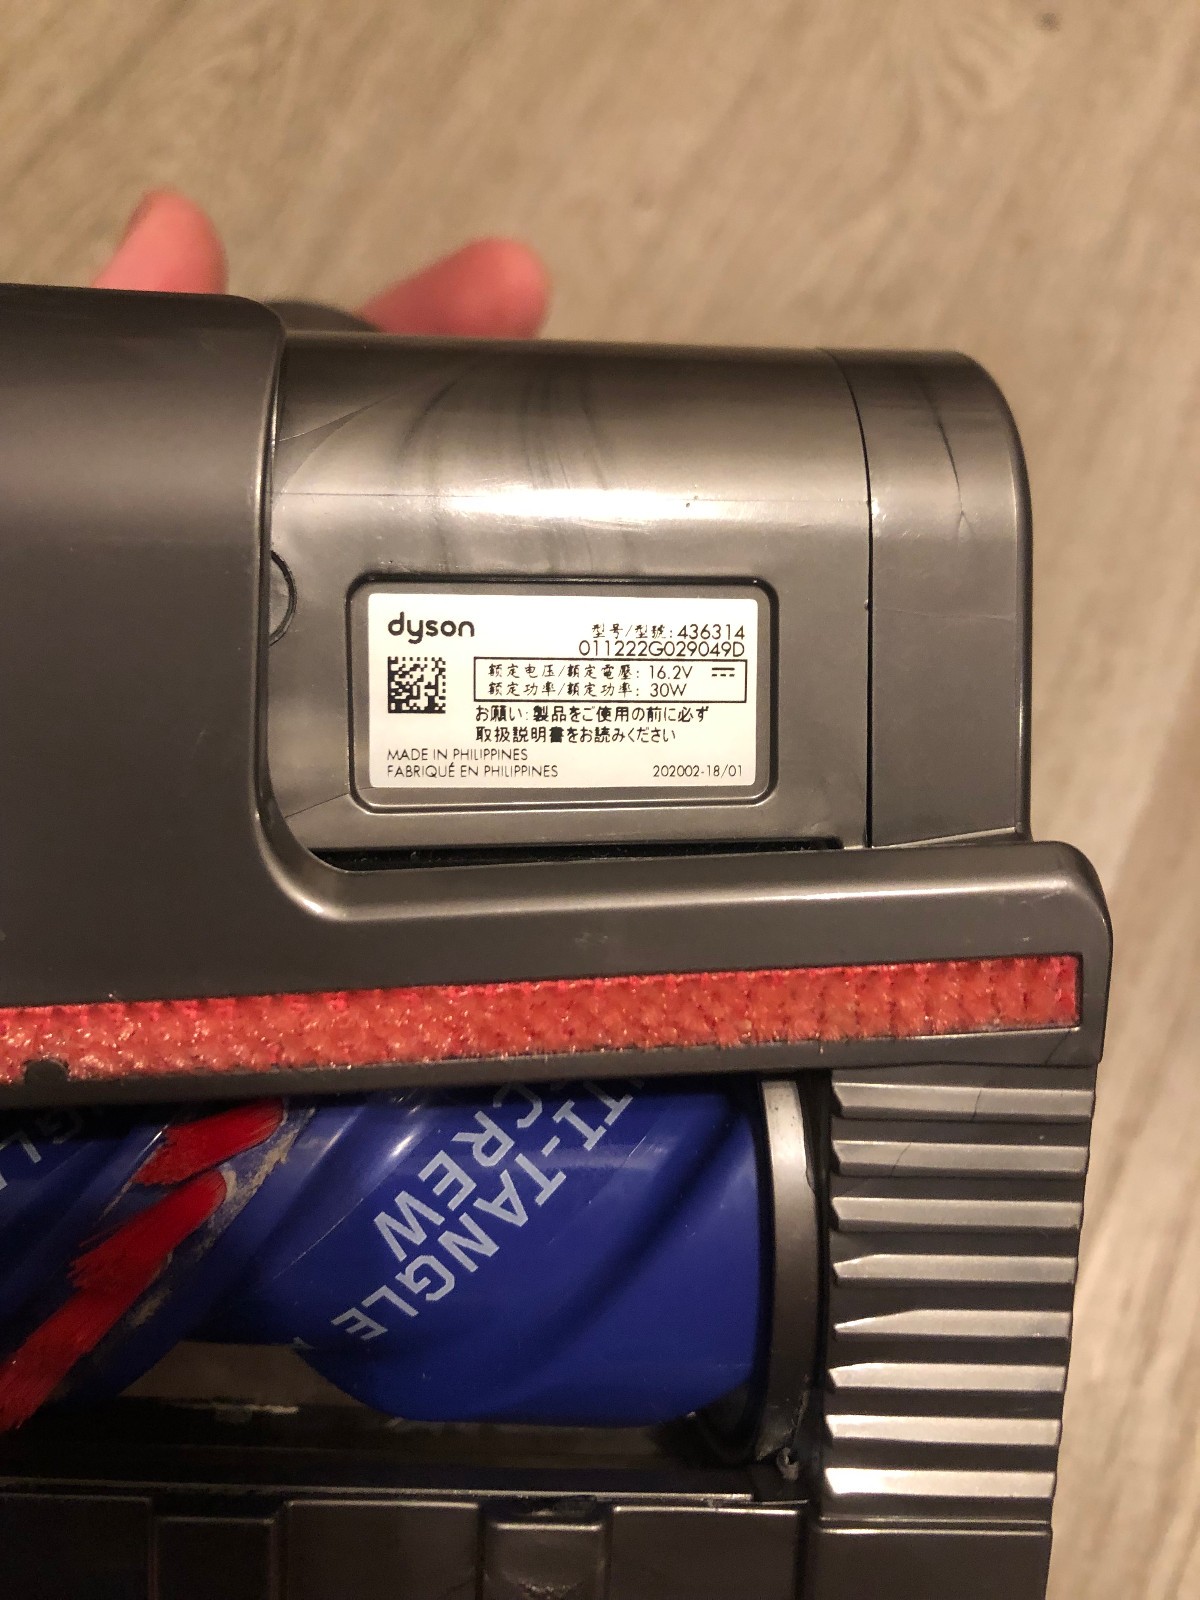 dyson
型号/型號: 436314
011222G029049D
额定电压/額定電壓: 16.2V
额定功率/額定功率: 30W
お願い: 製品をご使用の前に必ず
取扱説明書をお読みください
MADE IN PHILIPPINES
FABRIQUÉ EN PHILIPPINES
202002-18/01
TI-TANGLE
SCREW